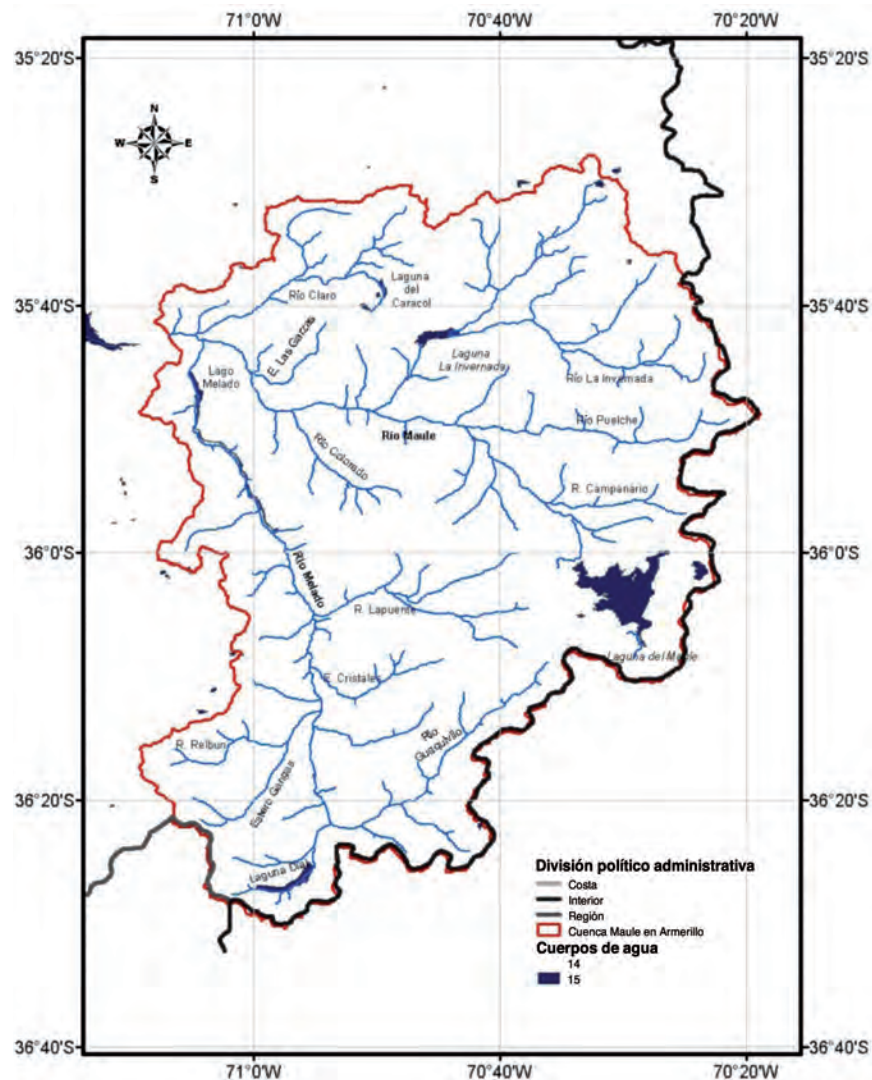 71°0'W 70°40'W 70°20'W
35°20'S 35°20'S
N
W E
S
Laguna
del
Caracol
Río Claro
35°40'S 35°40'S
E. Las Garzas
Laguna
La Invernada
Lago
Melado
Río La Invernada
Río Puelche
Río Maule
Río Colorado
R. Campanario
36°0'S 36°0'S
Río Melado
R. Lapuente
Laguna del Maule
E. Cristales
Río
Guaiquivilo
R. Relbun
Estero Gangas
36°20'S 36°20'S
Laguna Dial
División político administrativa
Costa
Interior
Región
Cuenca Maule en Armerillo
Cuerpos de agua
14
15
36°40'S 36°40'S
71°0'W 70°40'W 70°20'W